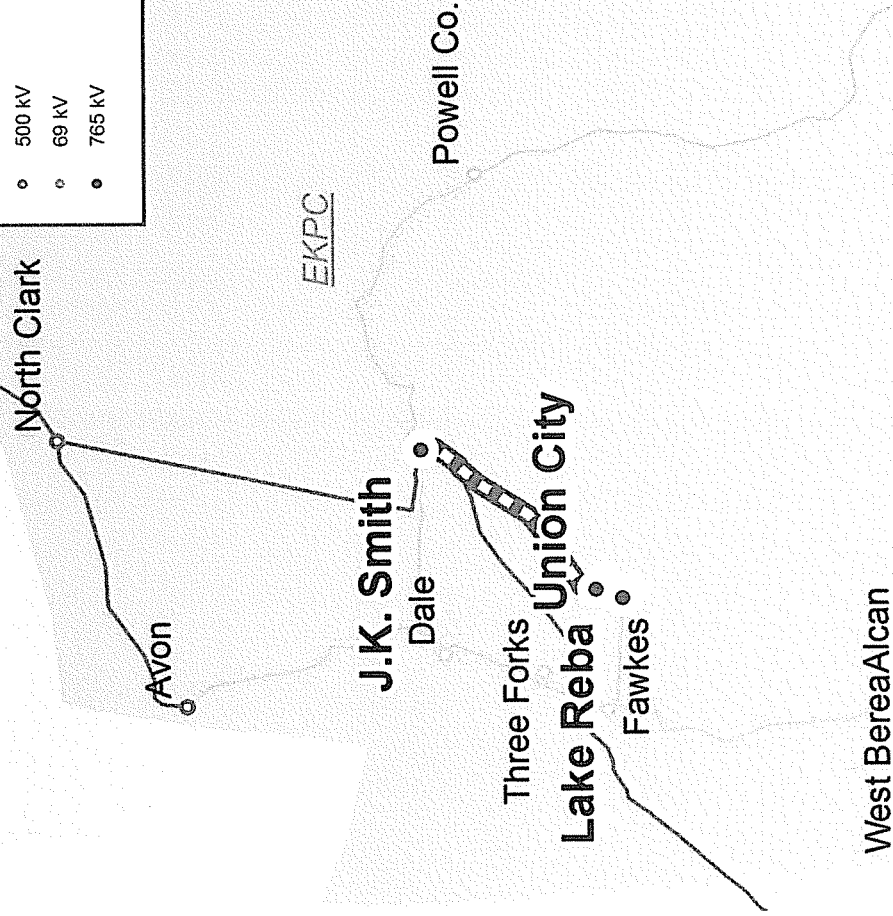 500 kV
69 kV
765 kV
North Clark
EKPC
Powell Co.
Avon
J.K. Smith
Dale
Union City
Three Forks
Lake Reba
Fawkes
West BereaAlcan